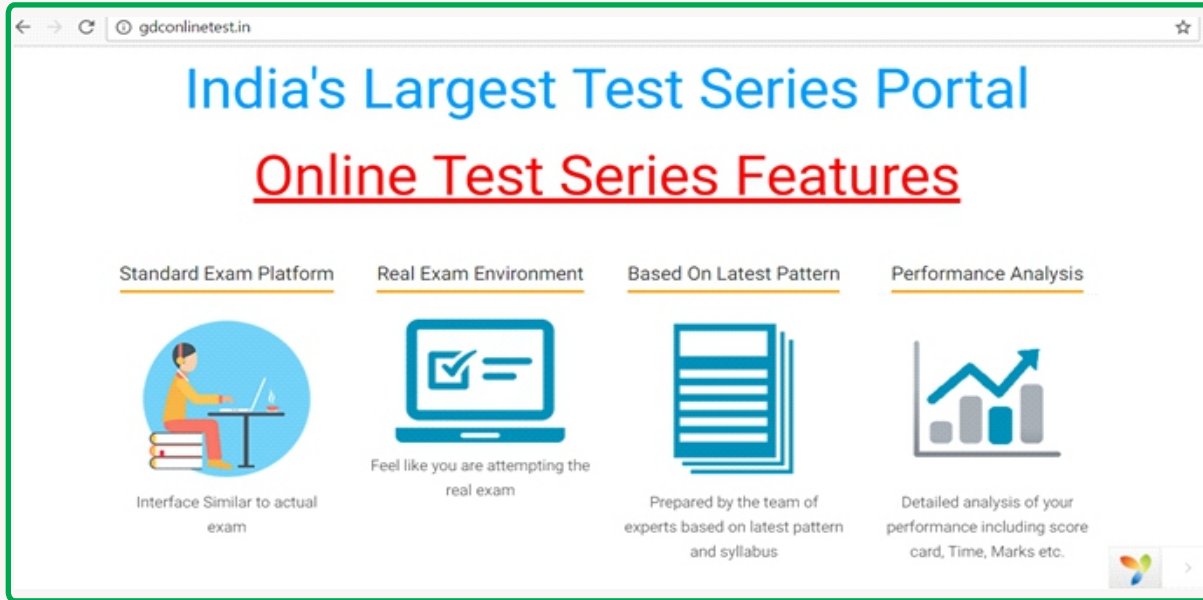 gdconlinetest.in
India's Largest Test Series Portal
Online Test Series Features
Standard Exam Platform
Interface Similar to actual
exam
Real Exam Environment
Feel like you are attempting the
real exam
Based On Latest Pattern
Prepared by the team of
experts based on latest pattern
and syllabus
Performance Analysis
Detailed analysis of your
performance including score
card, Time, Marks etc.